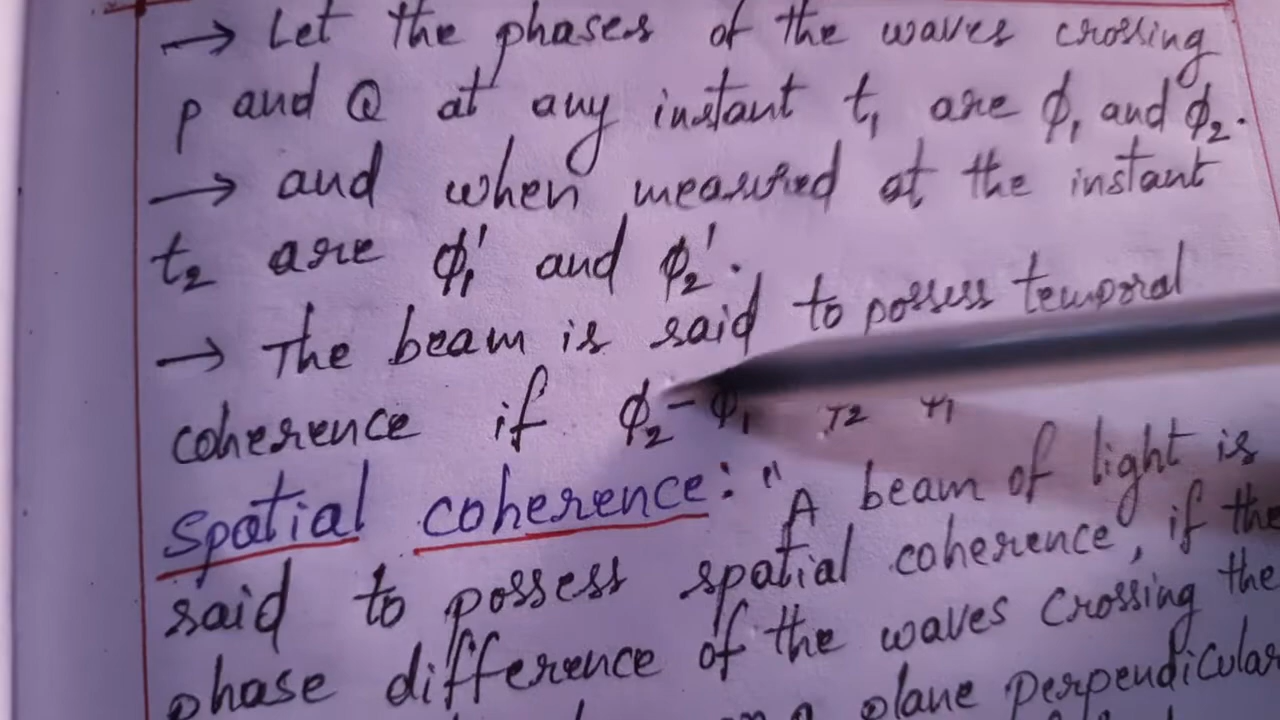 → Let the phases of the waves crossing
p and Q at any instant t₁ are ϕ₁ and ϕ₂.
→ and when measured at the instant
t₂ are ϕ₁' and ϕ₂'.
→ The beam is said to possess temporal
coherence if ϕ₂-ϕ₁
Spatial coherence: "A beam of light is
said to possess spatial coherence, if the
phase difference of the waves crossing the
plane perpendicular